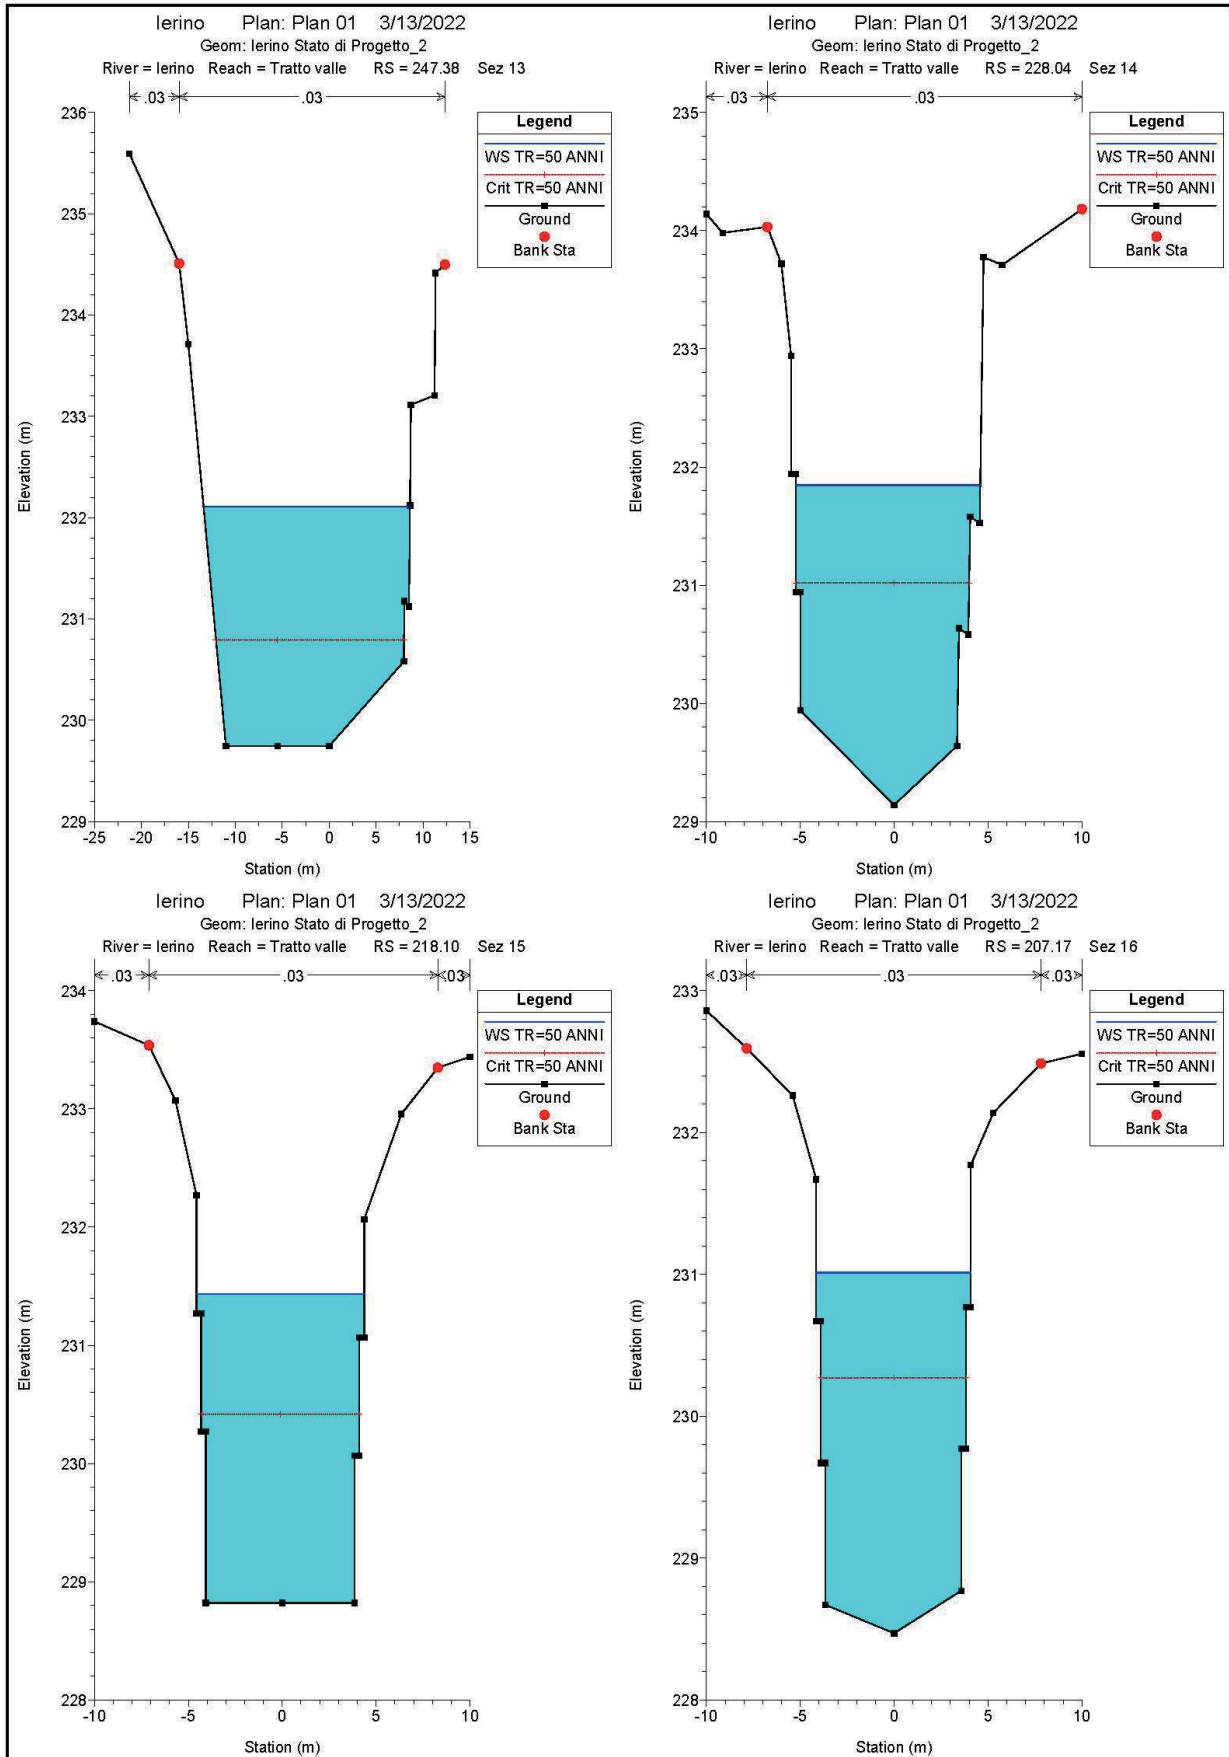 Ierino Plan: Plan 01 3/13/2022
Geom: Ierino Stato di Progetto_2
River = Ierino Reach = Tratto valle RS = 247.38 Sez 13
.03 .03
Legend
WS TR=50 ANNI
Crit TR=50 ANNI
Ground
Bank Sta
236
235
234
233
232
231
230
229
Elevation (m)
-25 -20 -15 -10 -5 0 5 10 15
Station (m)
Ierino Plan: Plan 01 3/13/2022
Geom: Ierino Stato di Progetto_2
River = Ierino Reach = Tratto valle RS = 228.04 Sez 14
.03 .03
Legend
WS TR=50 ANNI
Crit TR=50 ANNI
Ground
Bank Sta
235
234
233
232
231
230
229
Elevation (m)
-10 -5 0 5 10
Station (m)
Ierino Plan: Plan 01 3/13/2022
Geom: Ierino Stato di Progetto_2
River = Ierino Reach = Tratto valle RS = 218.10 Sez 15
.03 .03 .03
Legend
WS TR=50 ANNI
Crit TR=50 ANNI
Ground
Bank Sta
234
233
232
231
230
229
228
Elevation (m)
-10 -5 0 5 10
Station (m)
Ierino Plan: Plan 01 3/13/2022
Geom: Ierino Stato di Progetto_2
River = Ierino Reach = Tratto valle RS = 207.17 Sez 16
.03 .03 .03
Legend
WS TR=50 ANNI
Crit TR=50 ANNI
Ground
Bank Sta
233
232
231
230
229
228
Elevation (m)
-10 -5 0 5 10
Station (m)